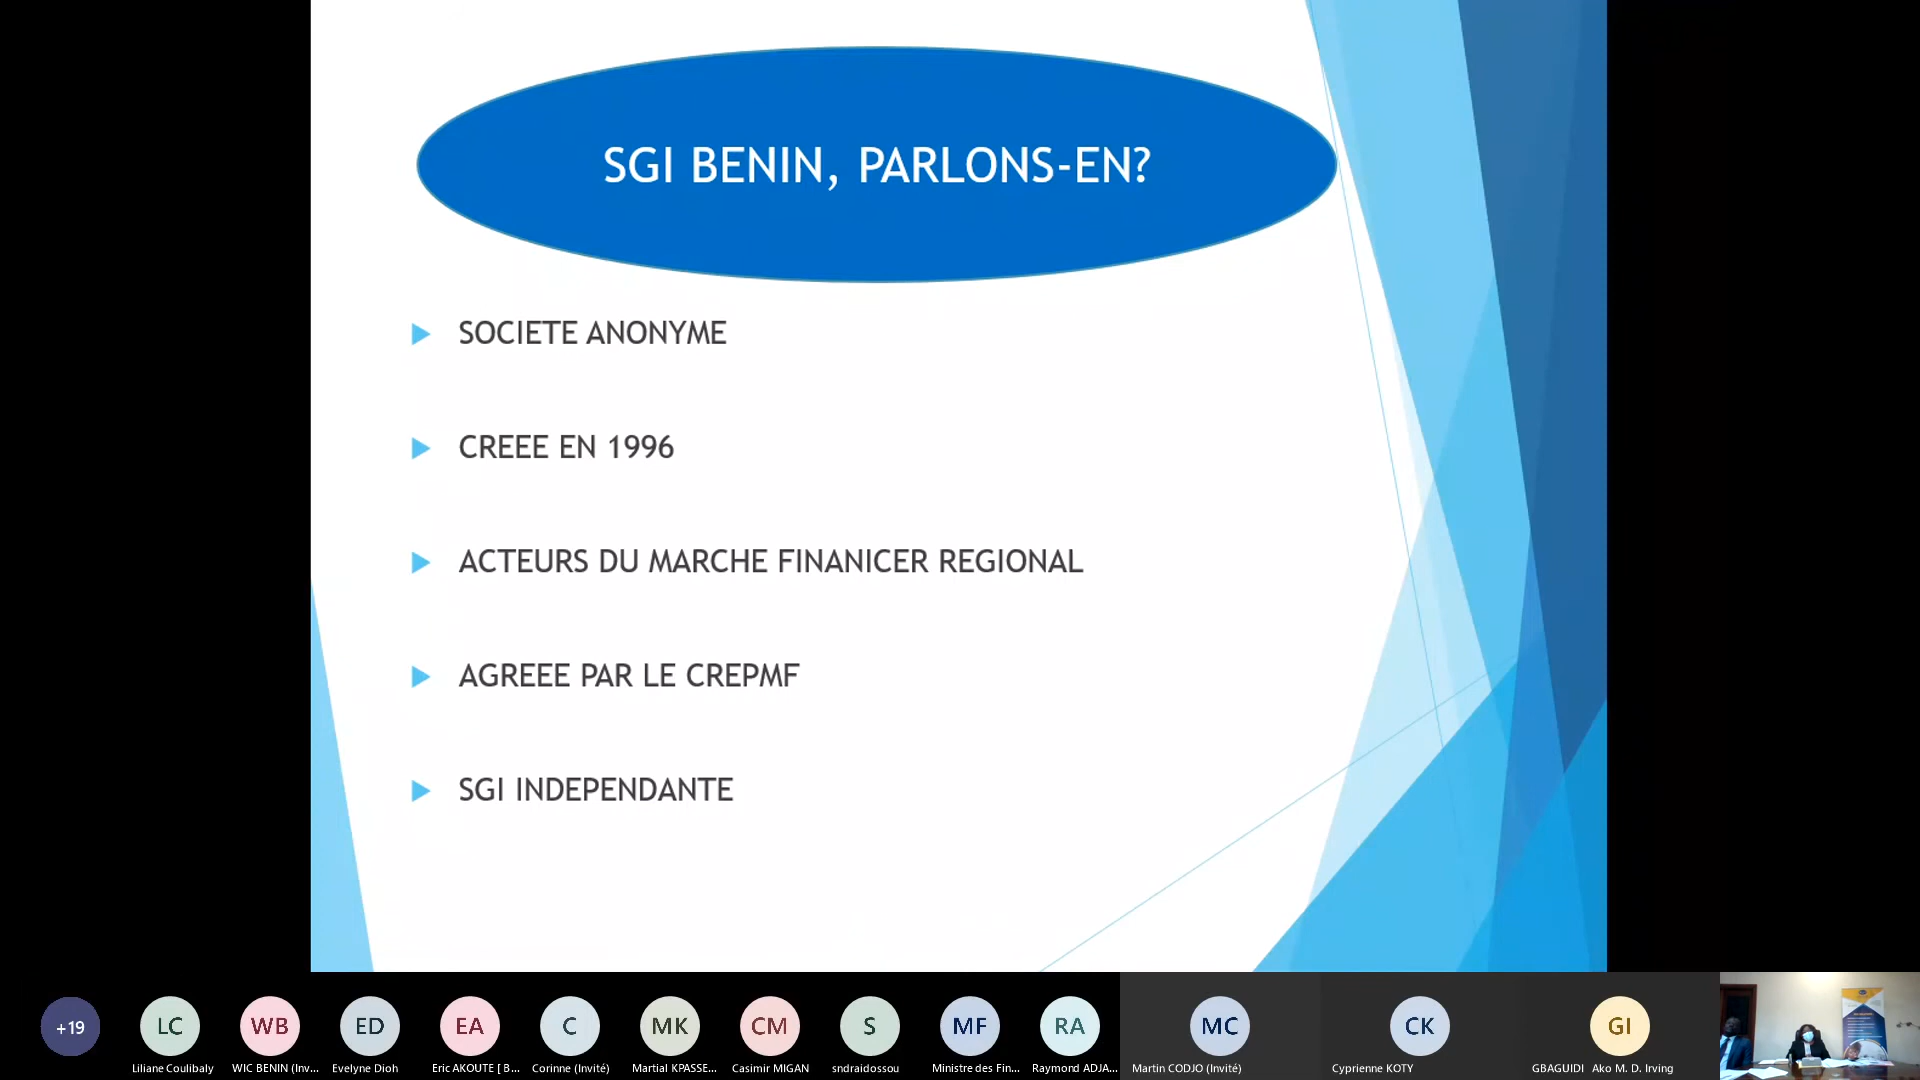 SGI BENIN, PARLONS-EN?
SOCIETE ANONYME
CREEE EN 1996
ACTEURS DU MARCHE FINANICER REGIONAL
AGREEE PAR LE CREPMF
SGI INDEPENDANTE
+19
LC
WB
ED
EA
C
MK
CM
S
MF
RA
MC
CK
GI
Liliane Coulibaly
WIC BENIN (Inv...
Evelyne Dioh
Eric AKOUTE [ B...
Corinne (Invité)
Martial KPASSE...
Casimir MIGAN
sndraidossou
Ministre des Fin...
Raymond ADJA...
Martin CODJO (Invité)
Cyprienne KOTY
GBAGUIDI Ako M. D. Irving